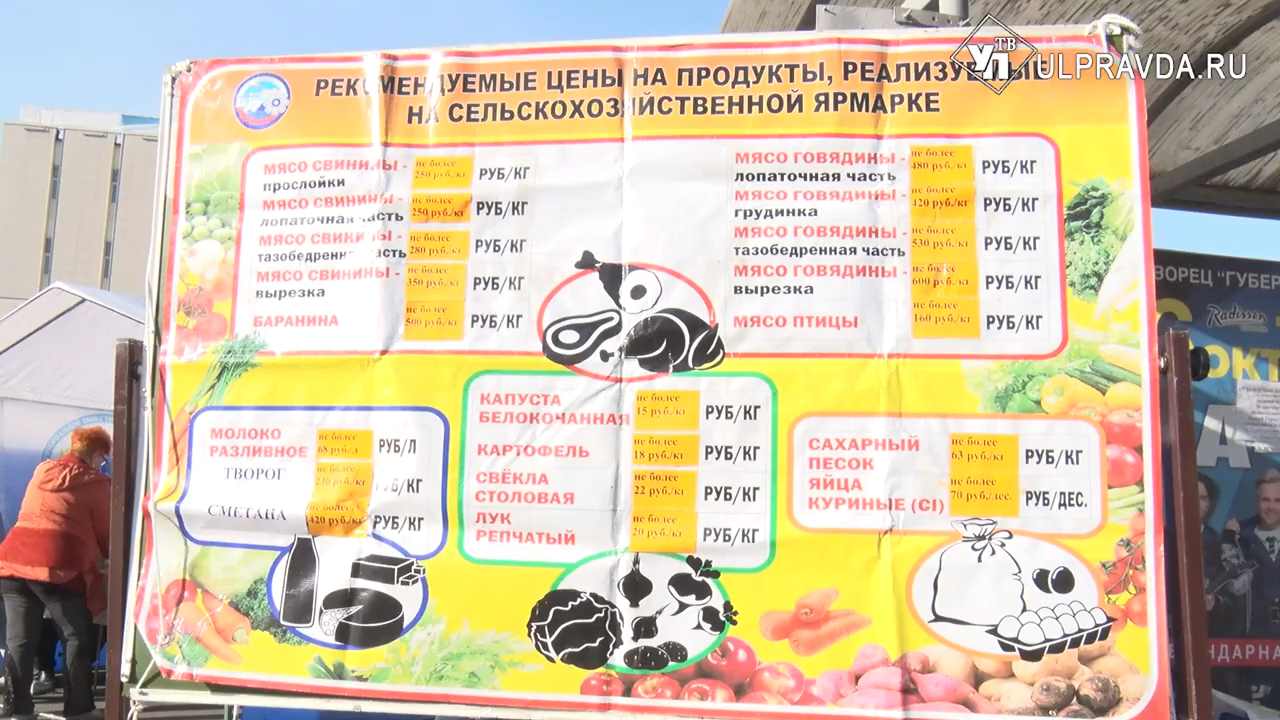 УП ТВ ULPRAVDA.RU
РЕКОМЕНДУЕМЫЕ ЦЕНЫ НА ПРОДУКТЫ, РЕАЛИЗУЕМЫЕ
НА СЕЛЬСКОХОЗЯЙСТВЕННОЙ ЯРМАРКЕ
МЯСО СВИНИНЫ - не более
прослойки 250 руб./кг РУБ/КГ
МЯСО СВИНИНЫ - не более
лопаточная часть 250 руб./кг РУБ/КГ
МЯСО СВИНИНЫ - не более
тазобедренная часть 280 руб./кг РУБ/КГ
МЯСО СВИНИНЫ - не более
вырезка 350 руб./кг РУБ/КГ
БАРАНИНА не более
500 руб./кг РУБ/КГ
МЯСО ГОВЯДИНЫ - не более
лопаточная часть 480 руб./кг РУБ/КГ
МЯСО ГОВЯДИНЫ - не более
грудинка 420 руб./кг РУБ/КГ
МЯСО ГОВЯДИНЫ - не более
тазобедренная часть 530 руб./кг РУБ/КГ
МЯСО ГОВЯДИНЫ - не более
вырезка 600 руб./кг РУБ/КГ
МЯСО ПТИЦЫ не более
160 руб./кг РУБ/КГ
МОЛОКО не более
РАЗЛИВНОЕ 68 руб./л РУБ/Л
ТВОРОГ не более
230 руб./кг РУБ/КГ
СМЕТАНА не более
420 руб./кг РУБ/КГ
КАПУСТА не более
БЕЛОКОЧАННАЯ 15 руб./кг РУБ/КГ
КАРТОФЕЛЬ не более
18 руб./кг РУБ/КГ
СВЁКЛА не более
СТОЛОВАЯ 22 руб./кг РУБ/КГ
ЛУК не более
РЕПЧАТЫЙ 20 руб./кг РУБ/КГ
САХАРНЫЙ не более
ПЕСОК 63 руб./кг РУБ/КГ
ЯЙЦА не более
КУРИНЫЕ (CI) 70 руб./дес. РУБ/ДЕС.
ВОРЕЦ "ГУБЕР
Radisson
ОКТ
А
ЕНДАРНА